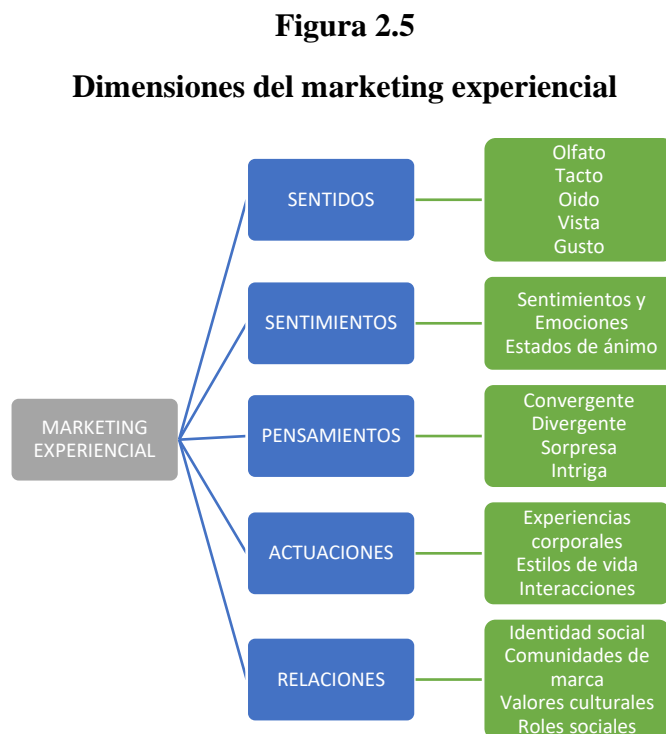 Figura 2.5
Dimensiones del marketing experiencial
MARKETING
EXPERIENCIAL
SENTIDOS
Olfato
Tacto
Oido
Vista
Gusto
SENTIMIENTOS
Sentimientos y
Emociones
Estados de ánimo
PENSAMIENTOS
Convergente
Divergente
Sorpresa
Intriga
ACTUACIONES
Experiencias
corporales
Estilos de vida
Interacciones
RELACIONES
Identidad social
Comunidades de
marca
Valores culturales
Roles sociales